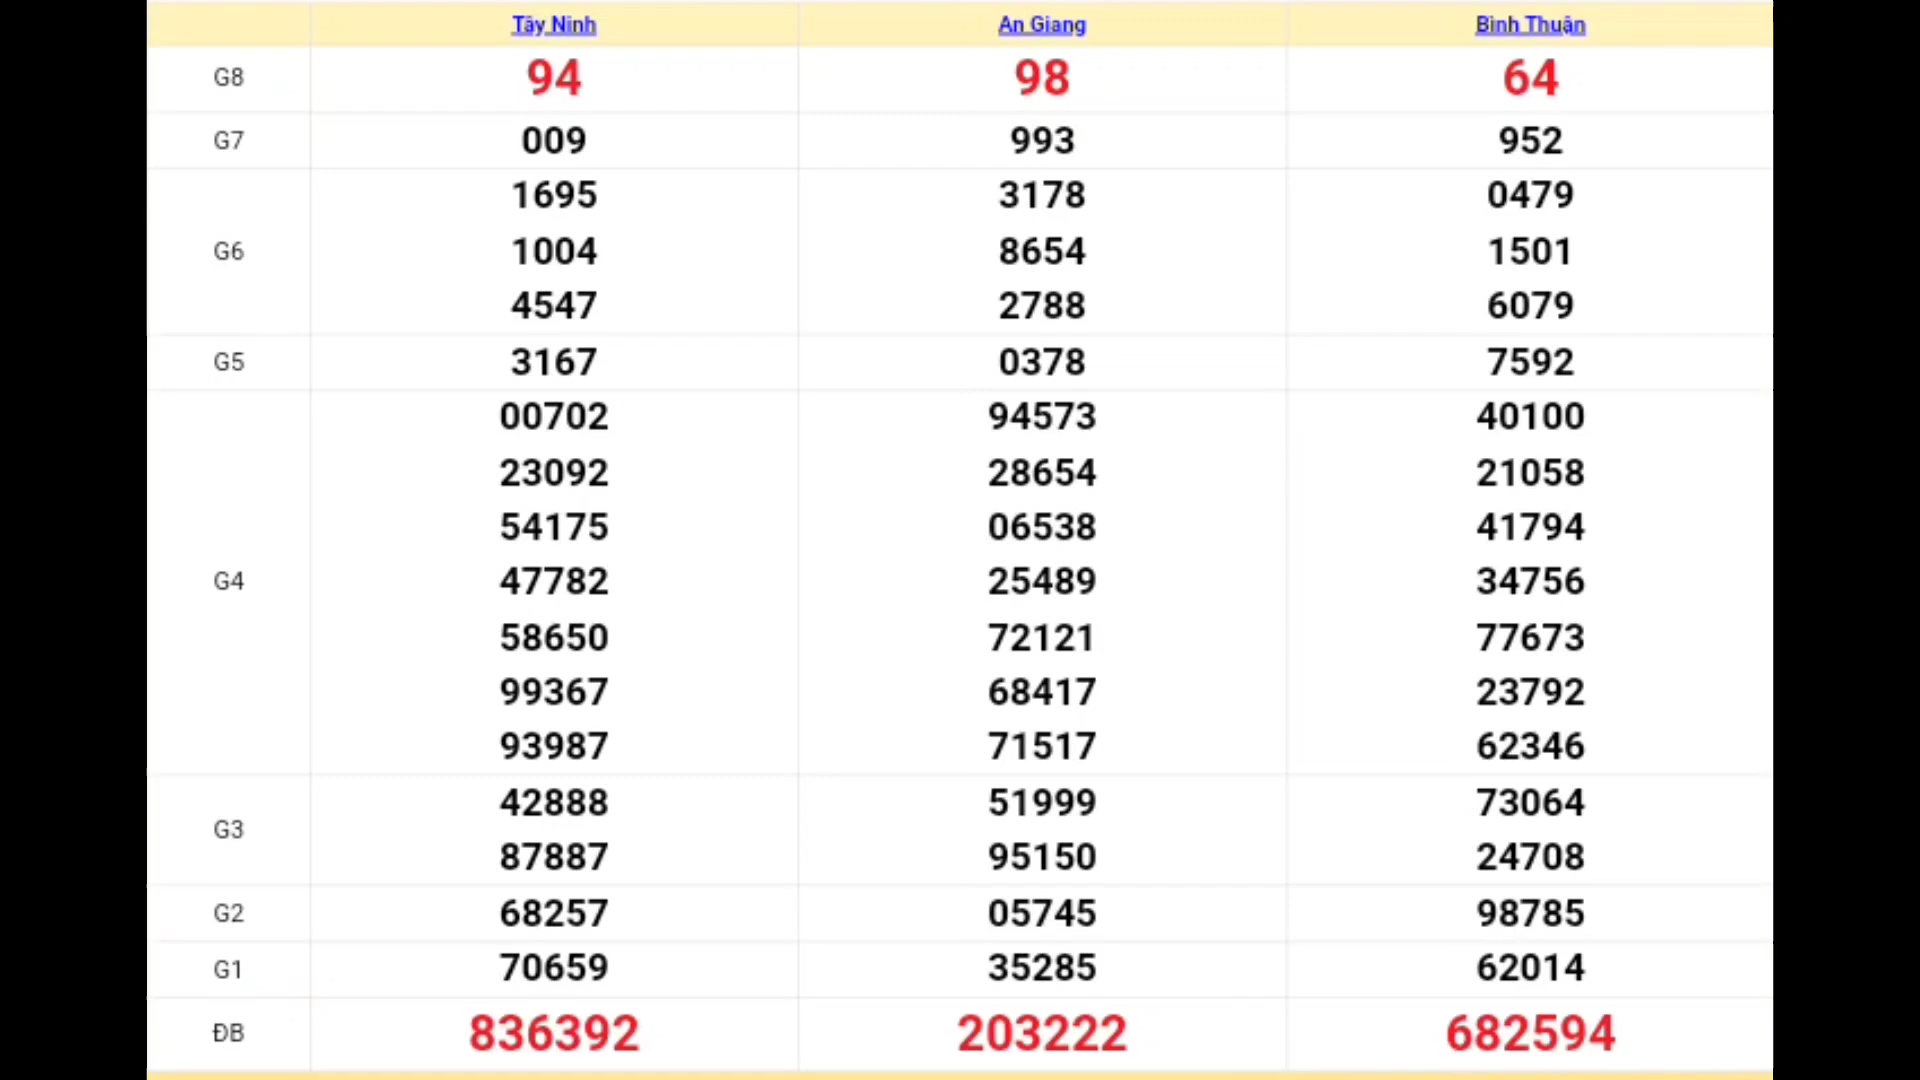 Tây Ninh An Giang Bình Thuận
G8 94 98 64
G7 009 993 952
1695 3178 0479
G6 1004 8654 1501
4547 2788 6079
G5 3167 0378 7592
00702 94573 40100
23092 28654 21058
54175 06538 41794
G4 47782 25489 34756
58650 72121 77673
99367 68417 23792
93987 71517 62346
42888 51999 73064
G3
87887 95150 24708
G2 68257 05745 98785
G1 70659 35285 62014
ĐB 836392 203222 682594